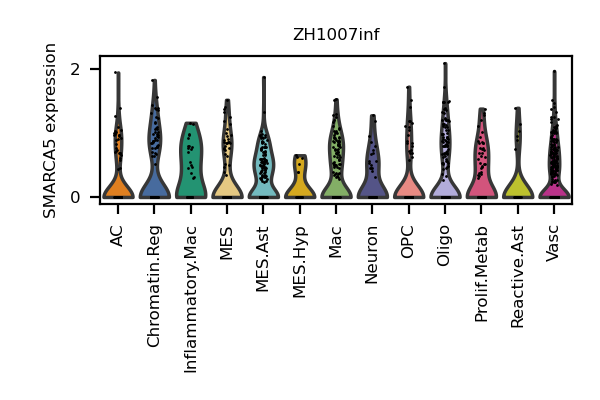 ZH1007inf
SMARCA5 expression
2
0
AC
Chromatin.Reg
Inflammatory.Mac
MES
MES.Ast
MES.Hyp
Mac
Neuron
OPC
Oligo
Prolif.Metab
Reactive.Ast
Vasc